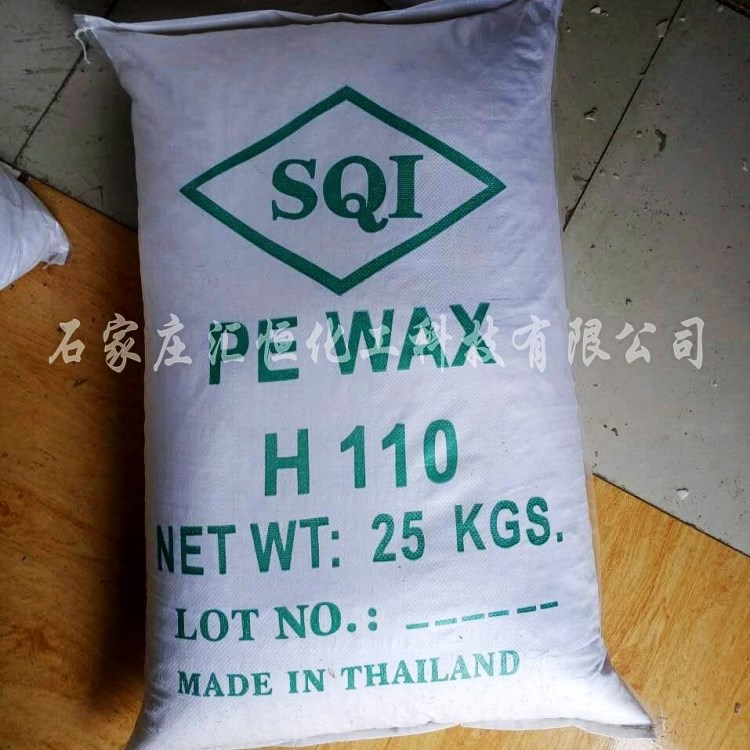 SQI
PE WAX
石家庄汇恒化工科技有限公司
H 110
NET WT: 25 KGS.
LOT NO.: ______
MADE IN THAILAND